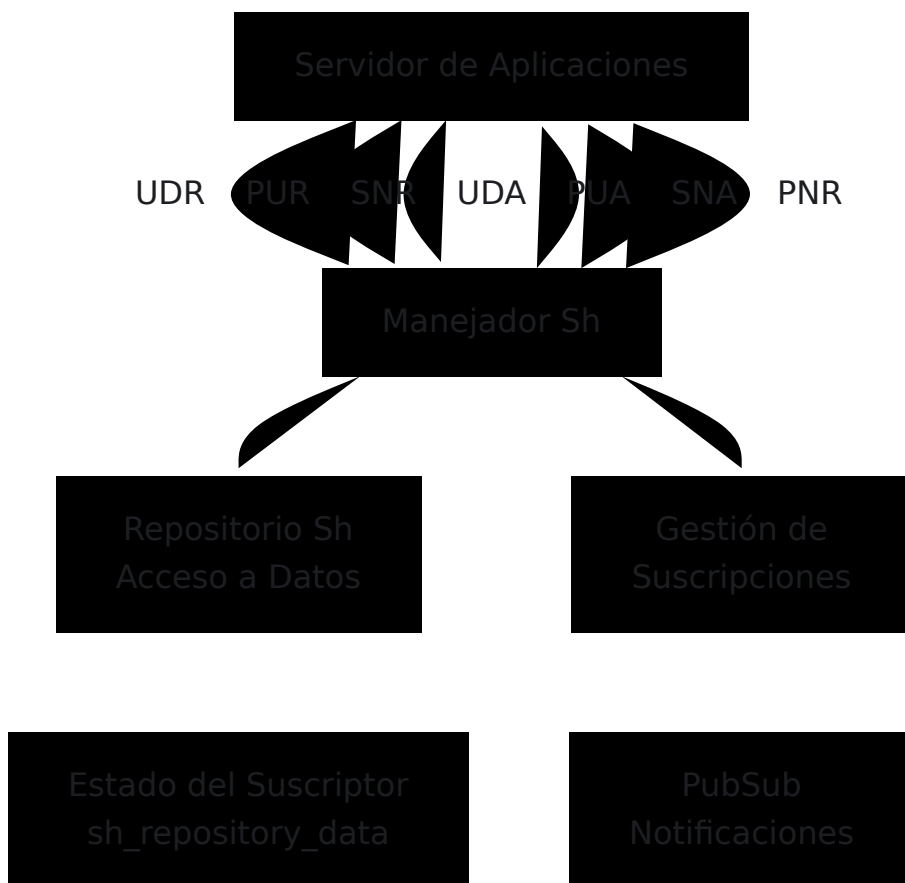 Servidor de Aplicaciones
UDR PUR SNR UDA PUA SNA PNR
Manejador Sh
Repositorio Sh
Acceso a Datos
Gestión de
Suscripciones
Estado del Suscriptor
sh_repository_data
PubSub
Notificaciones